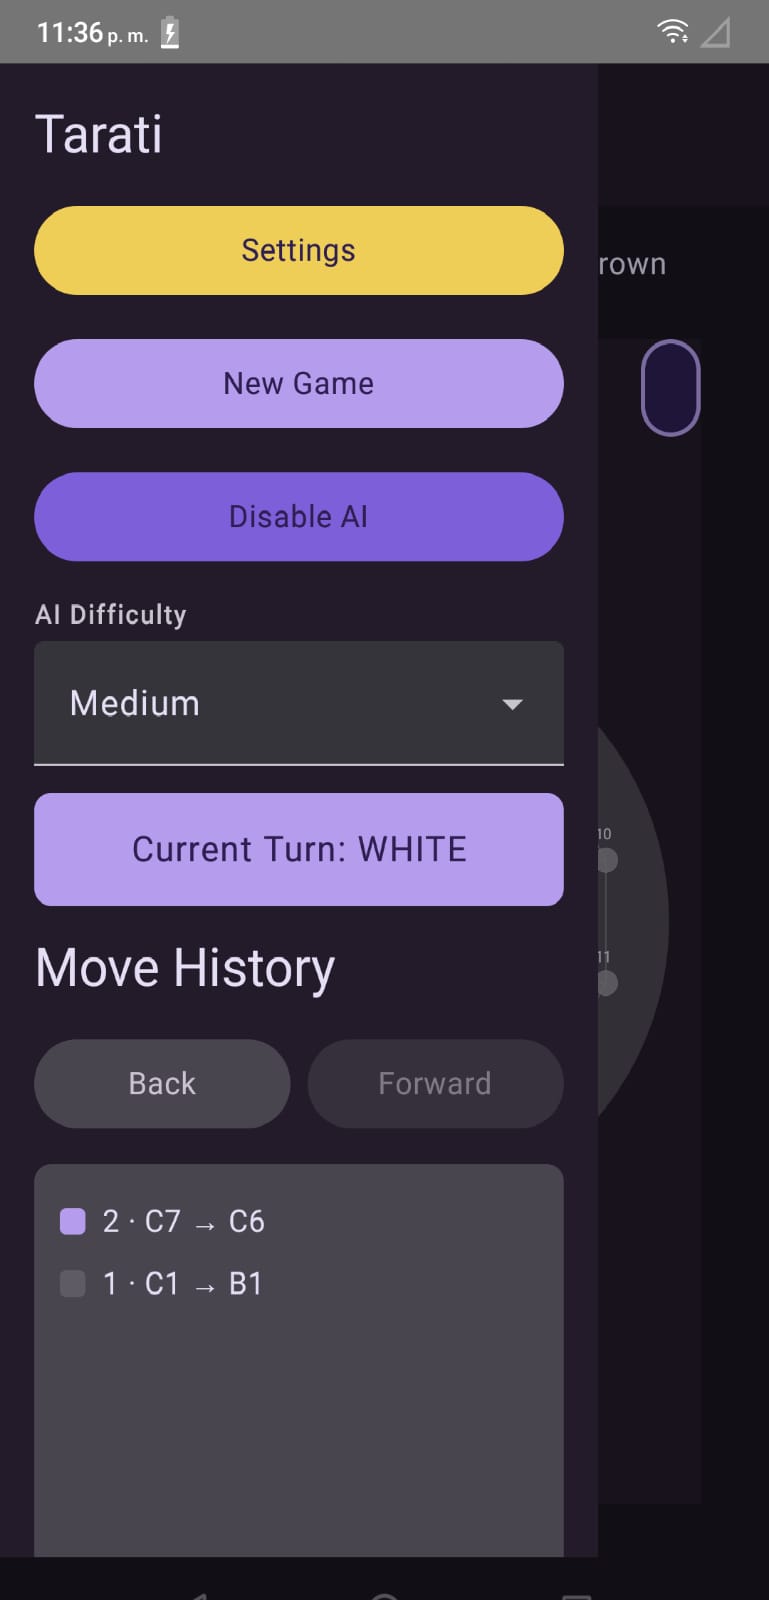 11:36 p. m.
Tarati
Settings
rown
New Game
Disable AI
AI Difficulty
Medium
10
Current Turn: WHITE
11
Move History
Back
Forward
2 · C7 → C6
1 · C1 → B1